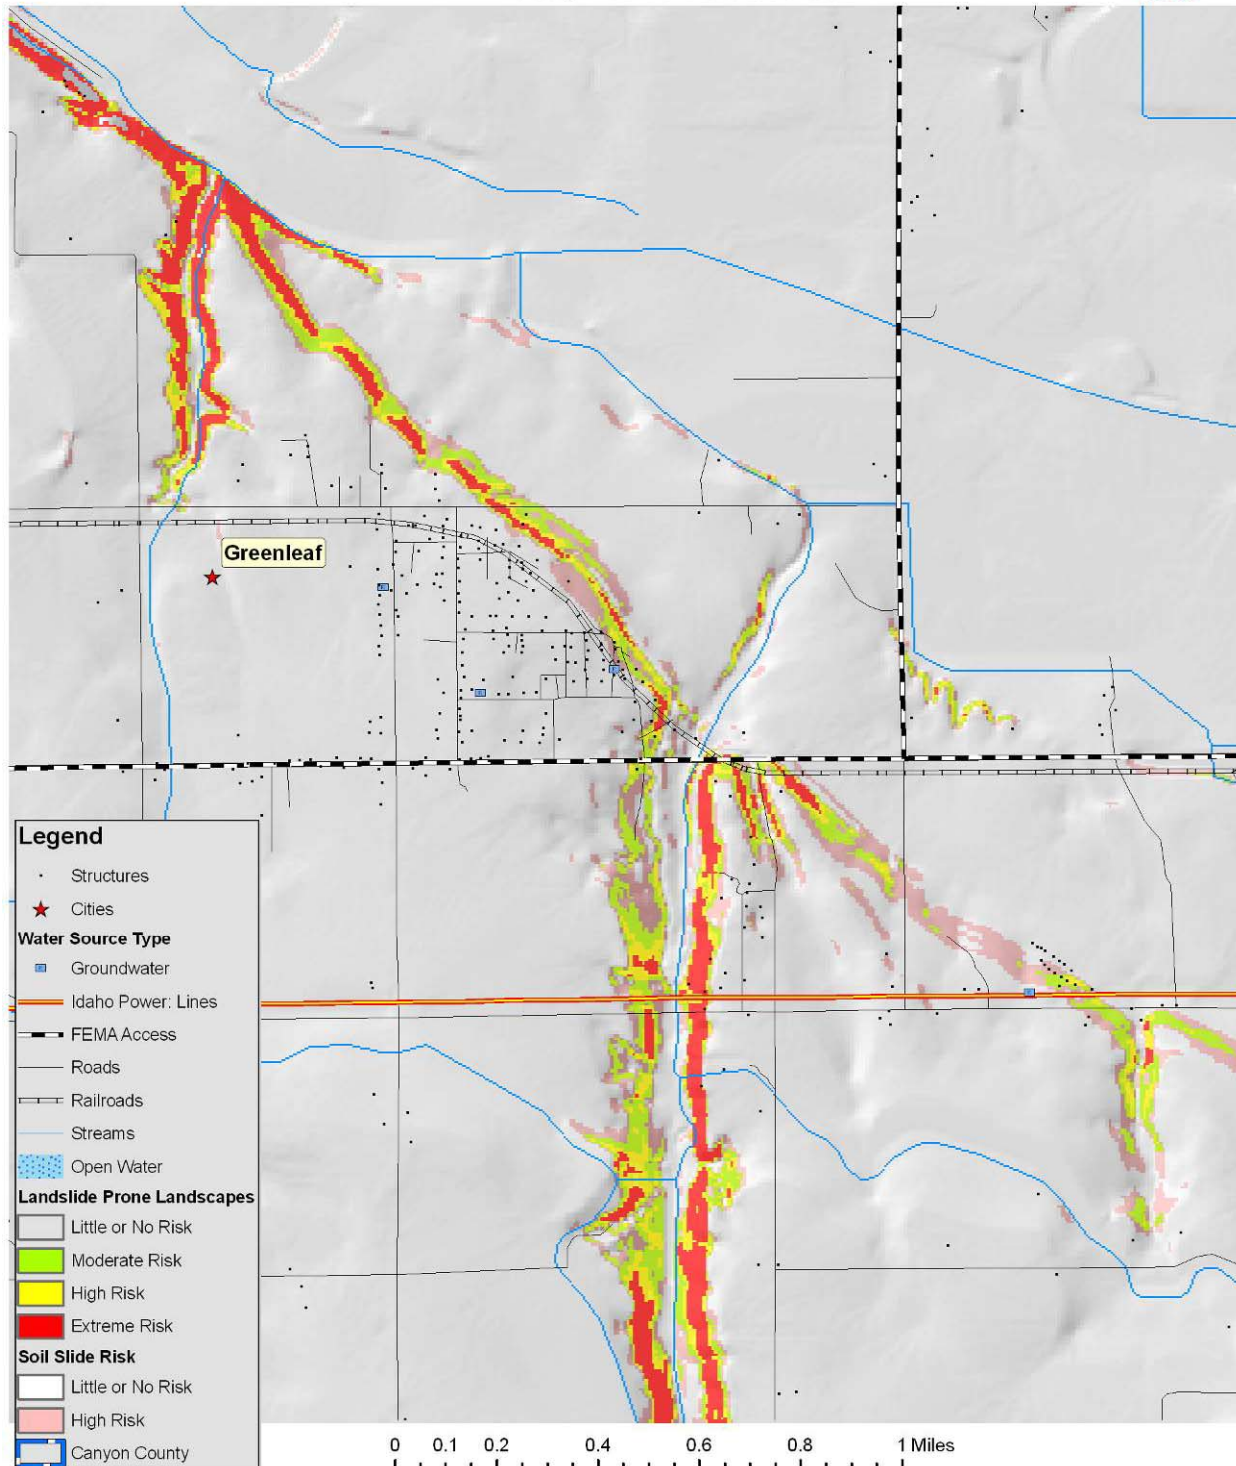 Greenleaf
Legend
Structures
Cities
Water Source Type
Groundwater
Idaho Power: Lines
FEMA Access
Roads
Railroads
Streams
Open Water
Landslide Prone Landscapes
Little or No Risk
Moderate Risk
High Risk
Extreme Risk
Soil Slide Risk
Little or No Risk
High Risk
Canyon County
0 0.1 0.2 0.4 0.6 0.8 1 Miles